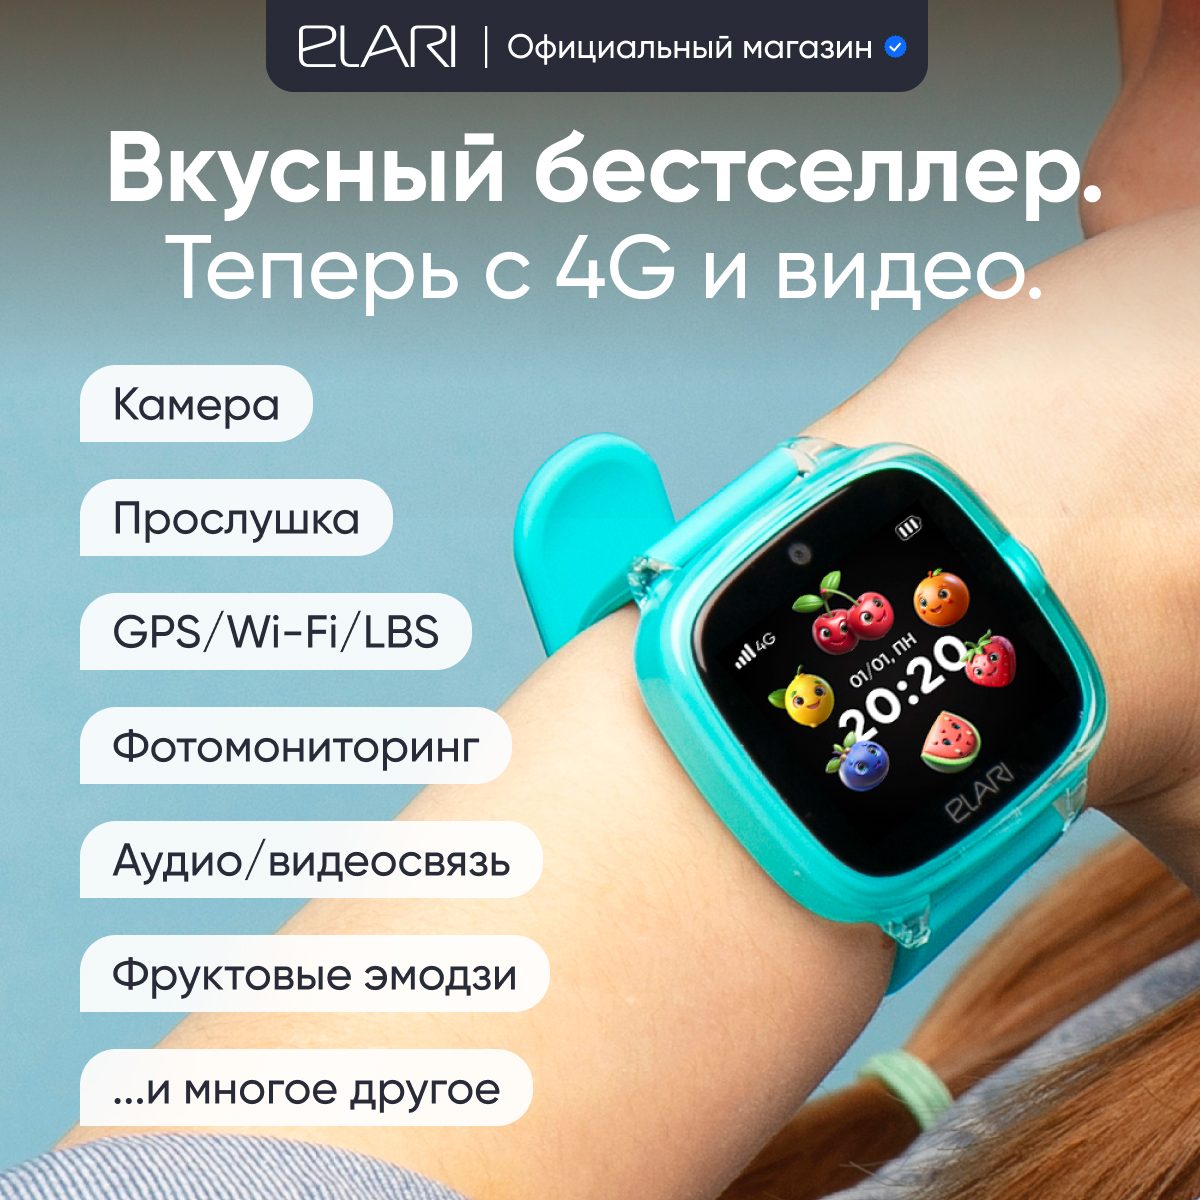 ELARI | Официальный магазин
Вкусный бестселлер.
Теперь с 4G и видео.
Камера
Прослушка
GPS/Wi-Fi/LBS
Фотомониторинг
Аудио/видеосвязь
Фруктовые эмодзи
...и многое другое
4G
01/01, ПН
20:20
ELARI